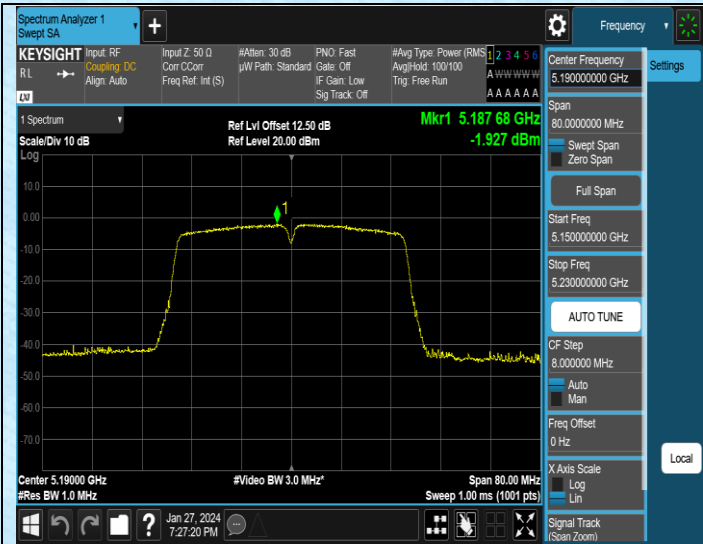 Spectrum Analyzer 1
Swept SA
+
Frequency
KEYSIGHT
RL
LXI
Input: RF
Coupling: DC
Align: Auto
Input Z: 50 Ω
Corr CCorr
Freq Ref: Int (S)
#Atten: 30 dB
µW Path: Standard
PNO: Fast
Gate: Off
IF Gain: Low
Sig Track: Off
#Avg Type: Power (RMS
Avg|Hold: 100/100
Trig: Free Run
1 2 3 4 5 6
A W W W W W
A A A A A A
1 Spectrum
Scale/Div 10 dB
Log
Ref Lvl Offset 12.50 dB
Ref Level 20.00 dBm
Mkr1 5.187 68 GHz
-1.927 dBm
10.0
0.00
-10.0
-20.0
-30.0
-40.0
-50.0
-60.0
-70.0
1
Center 5.19000 GHz
#Res BW 1.0 MHz
#Video BW 3.0 MHz*
Span 80.00 MHz
Sweep 1.00 ms (1001 pts)
Jan 27, 2024
7:27:20 PM
?
Center Frequency
5.190000000 GHz
Span
80.0000000 MHz
Swept Span
Zero Span
Full Span
Start Freq
5.150000000 GHz
Stop Freq
5.230000000 GHz
AUTO TUNE
CF Step
8.000000 MHz
Auto
Man
Freq Offset
0 Hz
X Axis Scale
Log
Lin
Signal Track
(Span Zoom)
Settings
Local